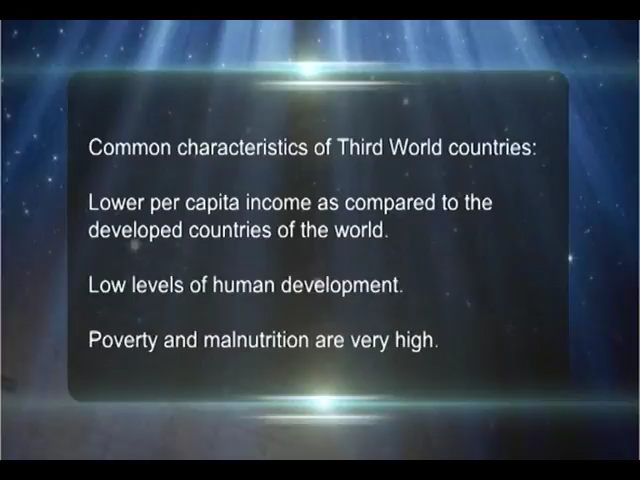 Common characteristics of Third World countries:
Lower per capita income as compared to the
developed countries of the world.
Low levels of human development.
Poverty and malnutrition are very high.